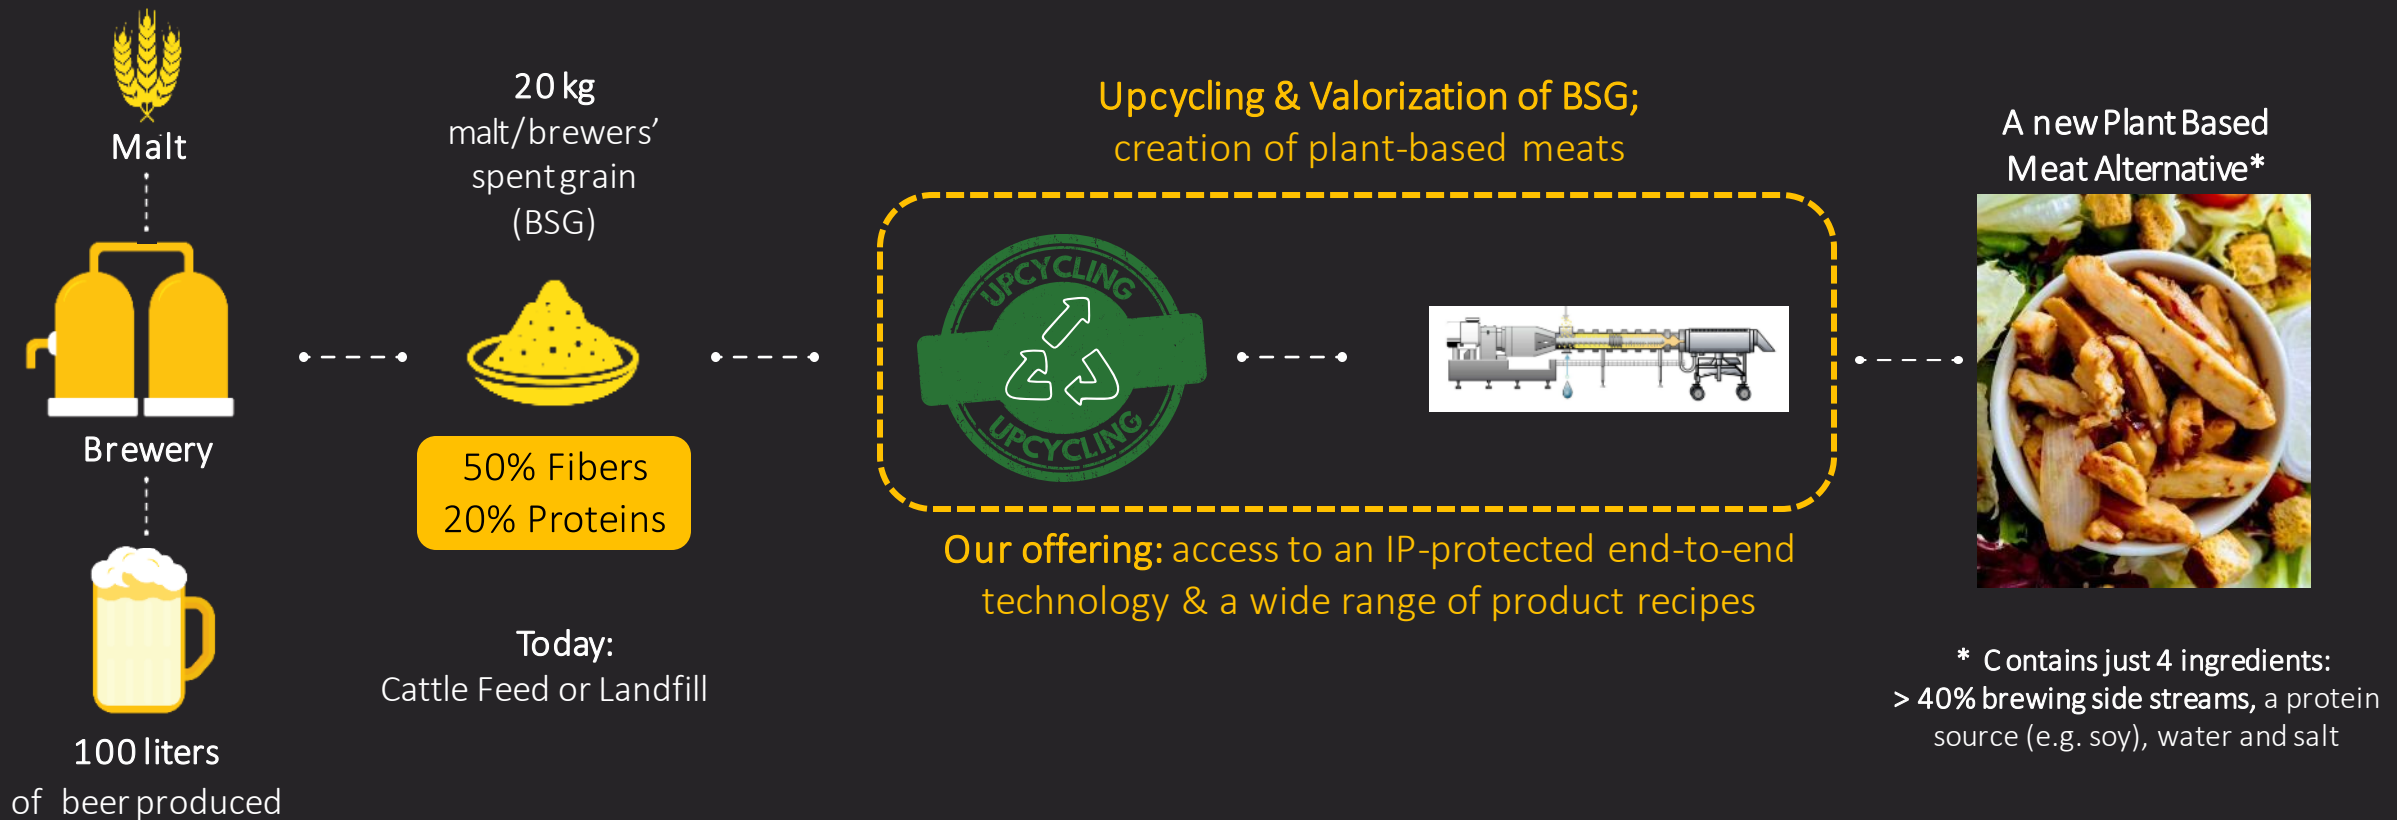 Malt
Brewery
100 liters
of beer produced
20 kg
malt/brewers’
spent grain
(BSG)
50% Fibers
20% Proteins
Today:
Cattle Feed or Landfill
Upcycling & Valorization of BSG;
creation of plant-based meats
UPCYCLING
UPCYCLING
Our offering: access to an IP-protected end-to-end
technology & a wide range of product recipes
A new Plant Based
Meat Alternative*
* Contains just 4 ingredients:
> 40% brewing side streams, a protein
source (e.g. soy), water and salt